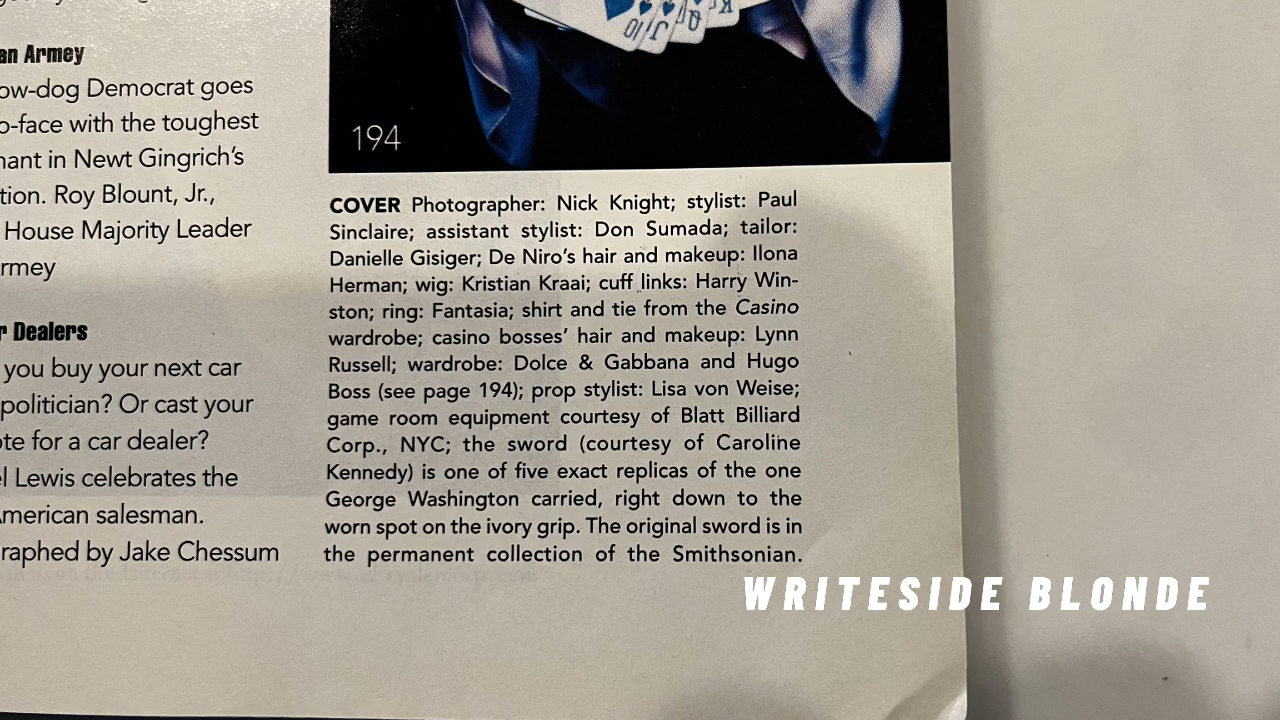 an Armey
ow-dog Democrat goes
o-face with the toughest
nant in Newt Gingrich's
tion. Roy Blount, Jr.,
House Majority Leader
rmey
r Dealers
you buy your next car
politician? Or cast your
ote for a car dealer?
el Lewis celebrates the
American salesman.
raphed by Jake Chessum
10 J Q K
194
COVER Photographer: Nick Knight; stylist: Paul
Sinclaire; assistant stylist: Don Sumada; tailor:
Danielle Gisiger; De Niro's hair and makeup: Ilona
Herman; wig: Kristian Kraai; cuff links: Harry Win-
ston; ring: Fantasia; shirt and tie from the Casino
wardrobe; casino bosses' hair and makeup: Lynn
Russell; wardrobe: Dolce & Gabbana and Hugo
Boss (see page 194); prop stylist: Lisa von Weise;
game room equipment courtesy of Blatt Billiard
Corp., NYC; the sword (courtesy of Caroline
Kennedy) is one of five exact replicas of the one
George Washington carried, right down to the
worn spot on the ivory grip. The original sword is in
the permanent collection of the Smithsonian.
WRITESIDE BLONDE